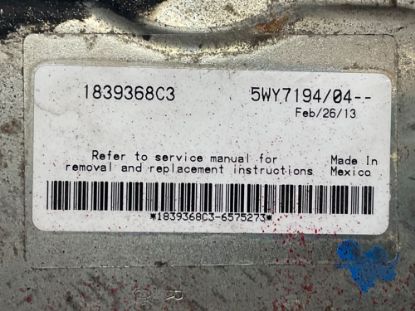 1839368C3 5WY7194/04--
Feb/26/13
Refer to service manual for
removal and replacement instructions
Made In
Mexico
*1839368C3-6575273*